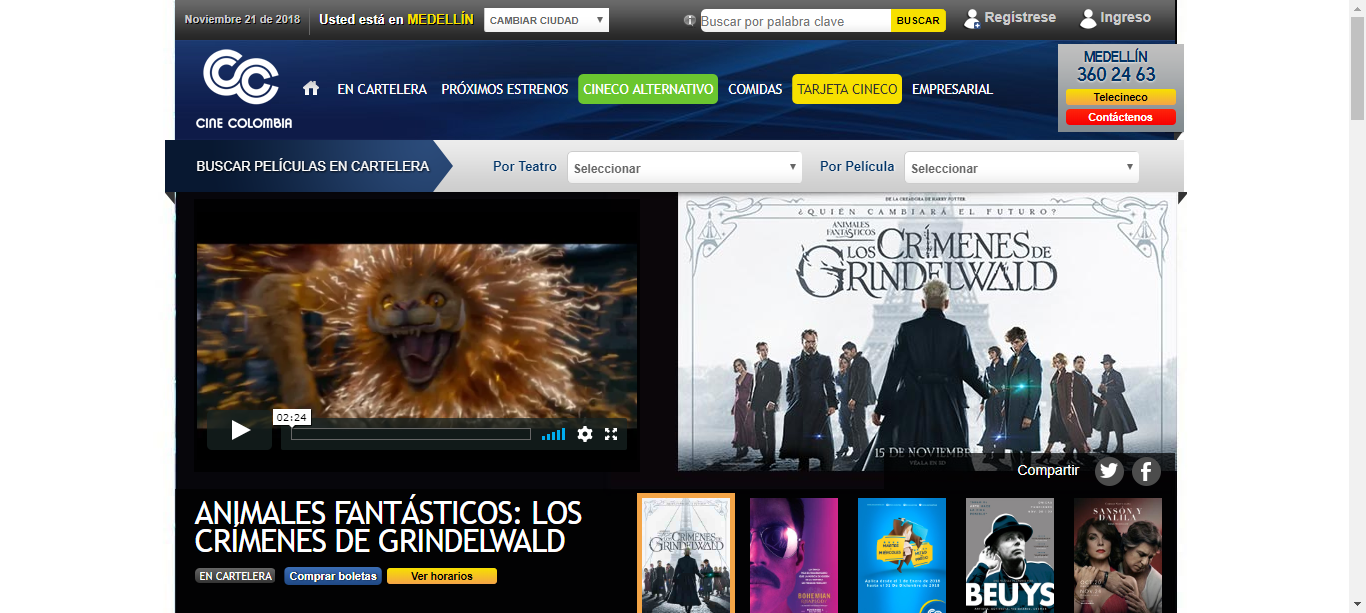 Noviembre 21 de 2018
Usted está en MEDELLÍN
CAMBIAR CIUDAD
Buscar por palabra clave
BUSCAR
Regístrese
Ingreso
CINE COLOMBIA
EN CARTELERA
PRÓXIMOS ESTRENOS
CINECO ALTERNATIVO
COMIDAS
TARJETA CINECO
EMPRESARIAL
MEDELLÍN
360 24 63
Telecineco
Contáctenos
BUSCAR PELÍCULAS EN CARTELERA
Por Teatro
Seleccionar
Por Película
Seleccionar
DE LA CREADORA DE HARRY POTTER
¿QUIÉN CAMBIARÁ EL FUTURO?
ANIMALES
FANTÁSTICOS
LOS CRÍMENES DE
GRINDELWALD
15 DE NOVIEMBRE
VÉALA EN 3D
02:24
Compartir
ANIMALES FANTÁSTICOS: LOS
CRÍMENES DE GRINDELWALD
EN CARTELERA
Comprar boletas
Ver horarios
LOS CRÍMENES DE
GRINDELWALD
BOHEMIAN
MARTES
MIÉRCOLES
BEUYS
SANSÓN Y
DALILA